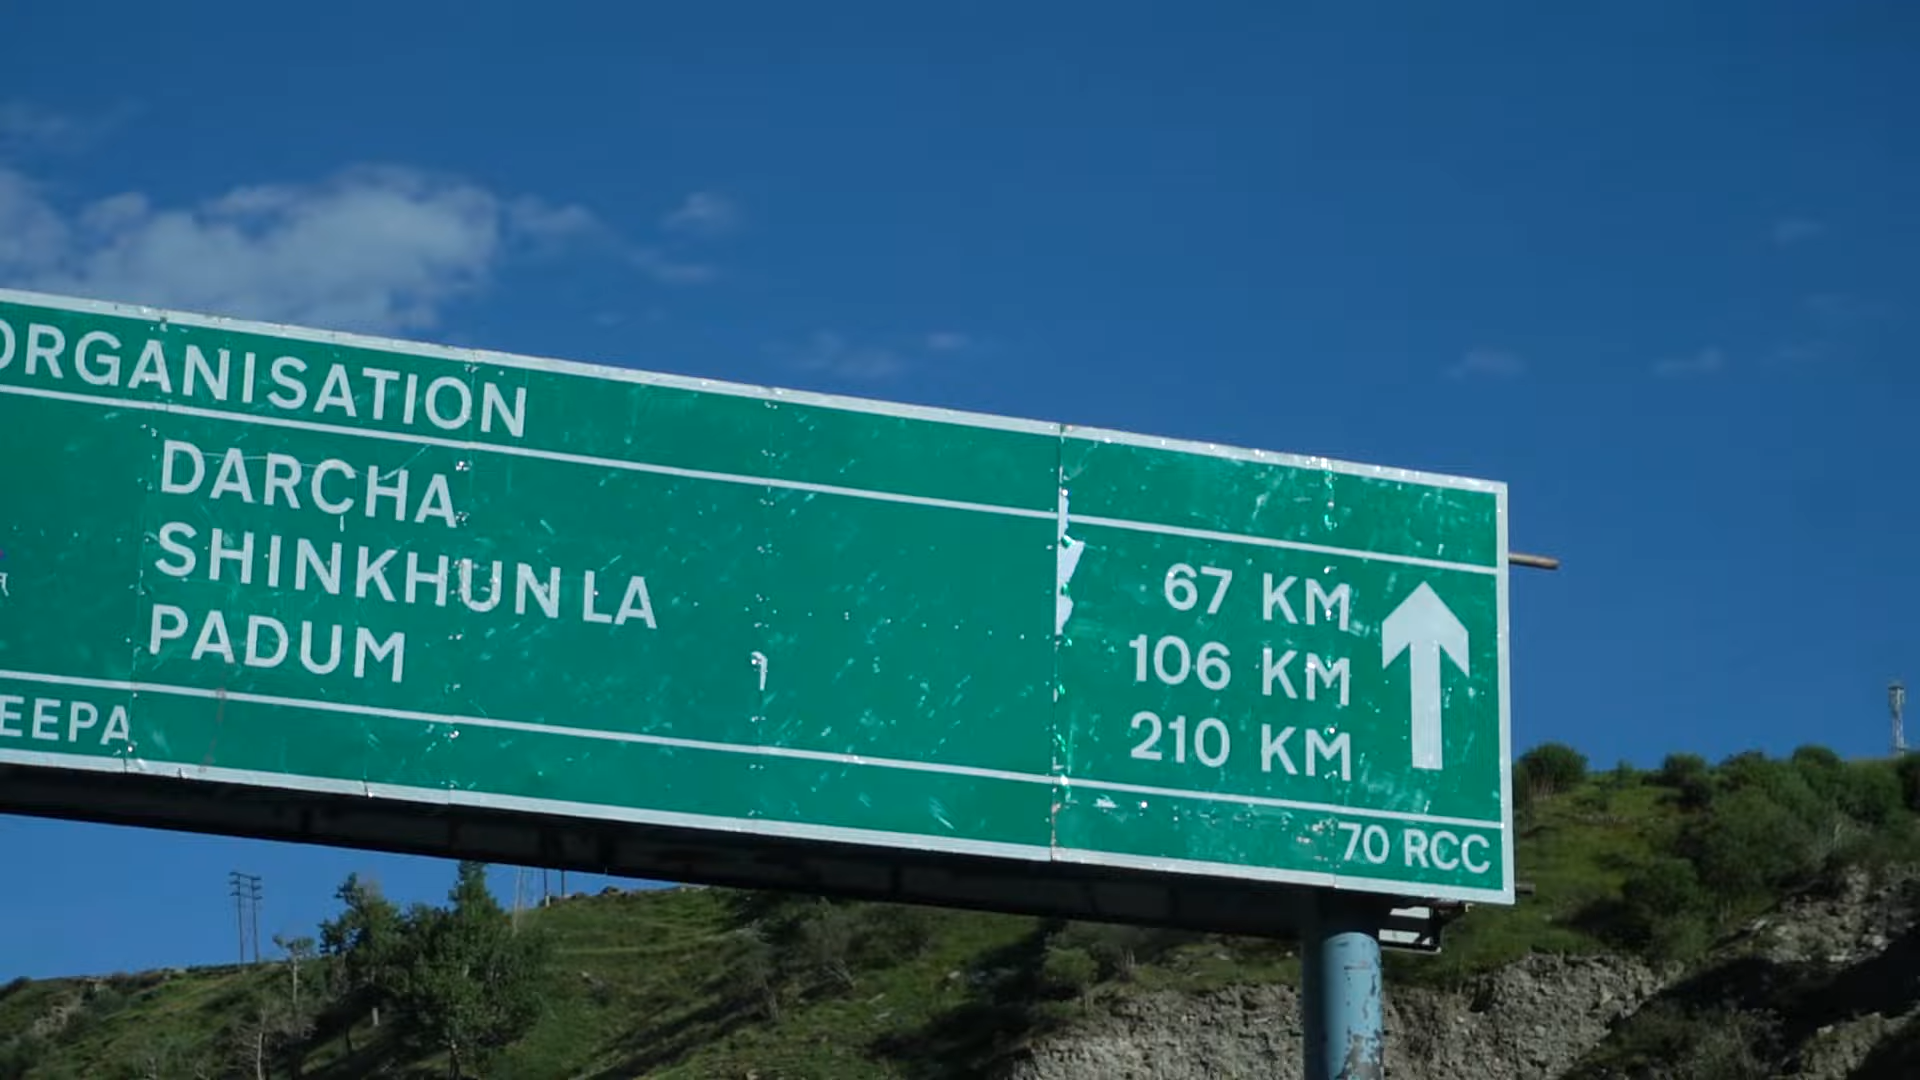 ORGANISATION
DARCHA 67 KM
SHINKHUN LA 106 KM
PADUM 210 KM
EEPA
70 RCC